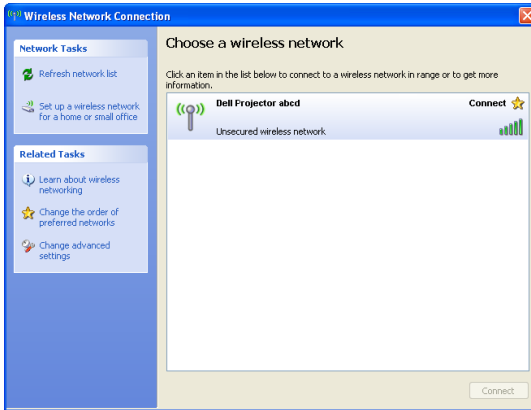 Wireless Network Connection
Network Tasks
Refresh network list
Set up a wireless network
for a home or small office
Related Tasks
Learn about wireless
networking
Change the order of
preferred networks
Change advanced
settings
Choose a wireless network
Click an item in the list below to connect to a wireless network in range or to get more
information.
Dell Projector abcd
Connect
Unsecured wireless network
Connect